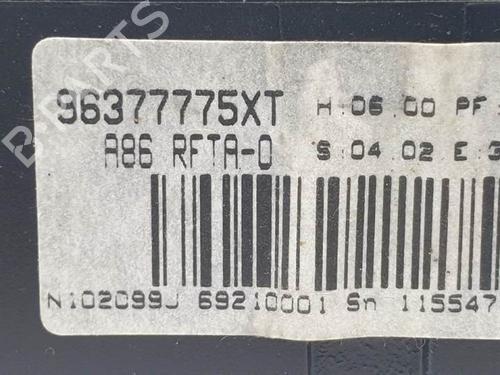 96377775XT H.06.00 PF
A86 RFTA-0 S.04.02 E.3
N102099J 69210001 Sn 115547
B-PARTS